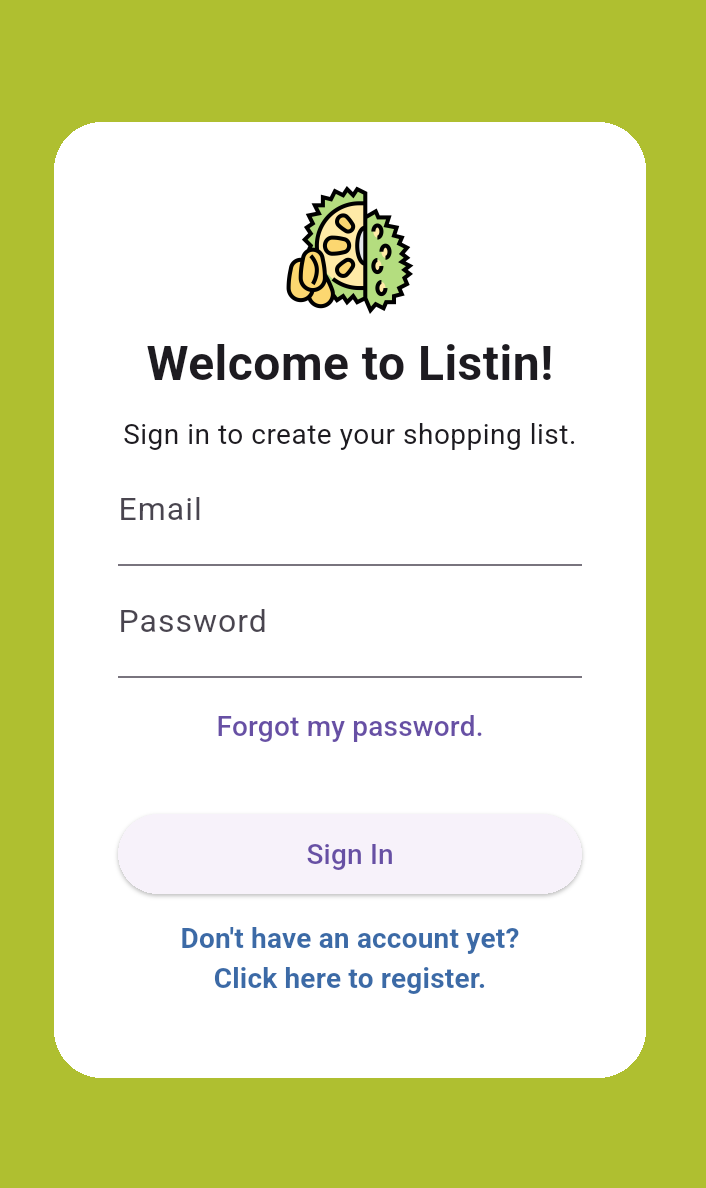 Welcome to Listin!
Sign in to create your shopping list.
Email
Password
Forgot my password.
Sign In
Don't have an account yet?
Click here to register.